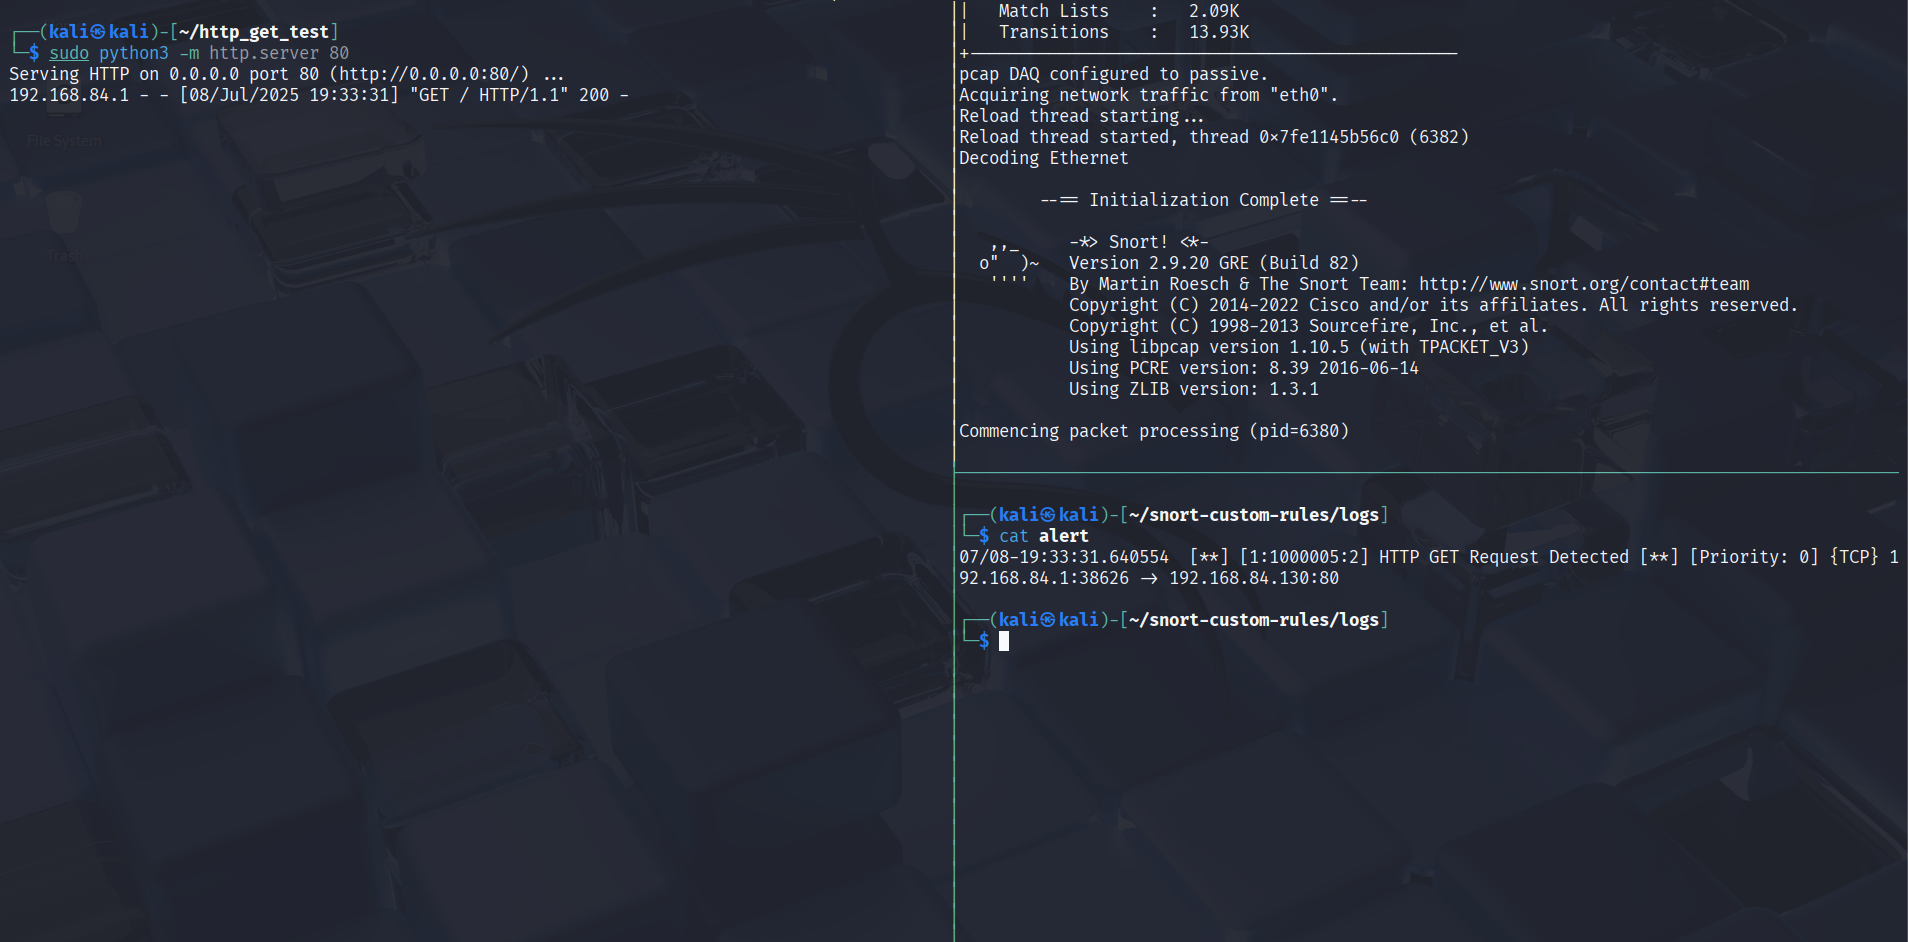 ┌──(kali㉿kali)-[~/http_get_test]
└─$ sudo python3 -m http.server 80
Serving HTTP on 0.0.0.0 port 80 (http://0.0.0.0:80/) ...
192.168.84.1 - - [08/Jul/2025 19:33:31] "GET / HTTP/1.1" 200 -
File System
Trash
||   Match Lists    :   2.09K
|    Transitions    :   13.93K
+------------------------------------------------
pcap DAQ configured to passive.
Acquiring network traffic from "eth0".
Reload thread starting...
Reload thread started, thread 0x7fe1145b56c0 (6382)
Decoding Ethernet
--== Initialization Complete ==--
,,_     -*> Snort! <*-
o"  )~   Version 2.9.20 GRE (Build 82)
''''    By Martin Roesch & The Snort Team: http://www.snort.org/contact#team
Copyright (C) 2014-2022 Cisco and/or its affiliates. All rights reserved.
Copyright (C) 1998-2013 Sourcefire, Inc., et al.
Using libpcap version 1.10.5 (with TPACKET_V3)
Using PCRE version: 8.39 2016-06-14
Using ZLIB version: 1.3.1
Commencing packet processing (pid=6380)
┌──(kali㉿kali)-[~/snort-custom-rules/logs]
└─$ cat alert
07/08-19:33:31.640554  [**] [1:1000005:2] HTTP GET Request Detected [**] [Priority: 0] {TCP} 1
92.168.84.1:38626 -> 192.168.84.130:80
┌──(kali㉿kali)-[~/snort-custom-rules/logs]
└─$